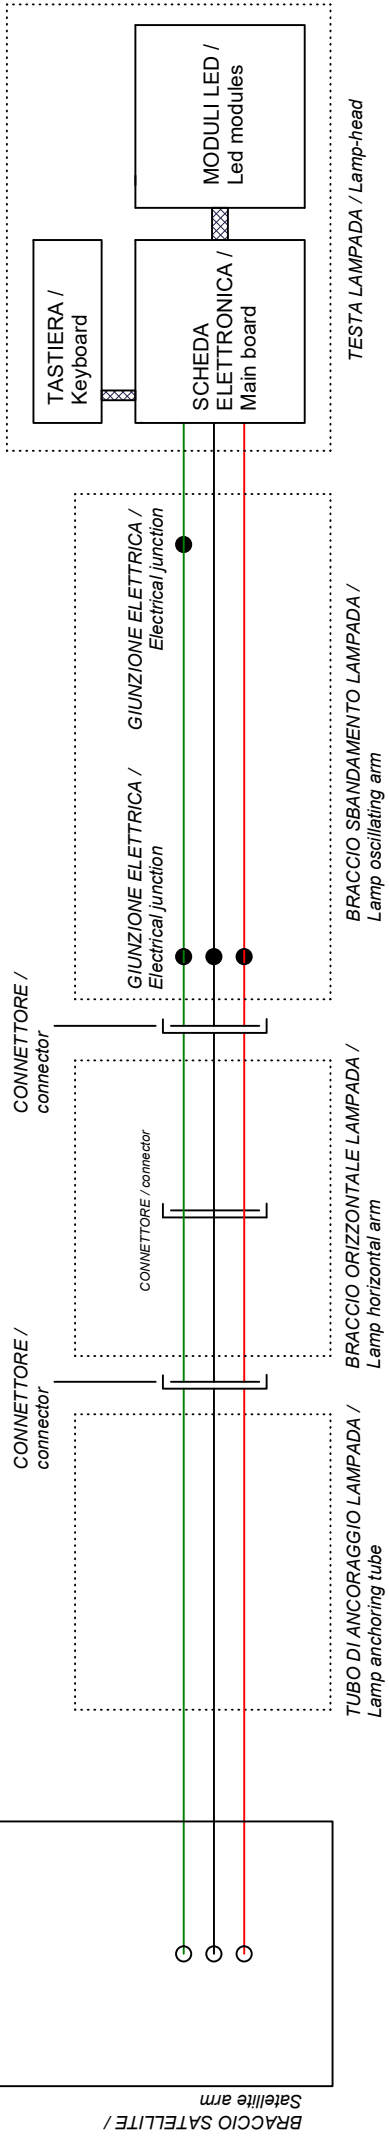 MODULI LED /
Led modules
TASTIERA /
Keyboard
SCHEDA
ELETTRONICA /
Main board
TESTA LAMPADA / Lamp-head
GIUNZIONE ELETTRICA /
Electrical junction
GIUNZIONE ELETTRICA /
Electrical junction
BRACCIO SBANDAMENTO LAMPADA /
Lamp oscillating arm
CONNETTORE /
connector
CONNETTORE / connector
BRACCIO ORIZZONTALE LAMPADA /
Lamp horizontal arm
CONNETTORE /
connector
TUBO DI ANCORAGGIO LAMPADA /
Lamp anchoring tube
BRACCIO SATELLITE /
Satellite arm